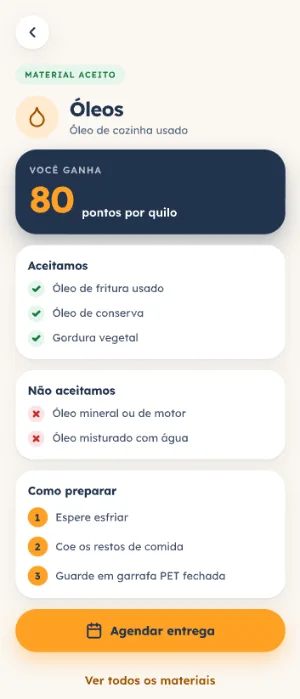 MATERIAL ACEITO
Óleos
Óleo de cozinha usado
VOCÊ GANHA
80 pontos por quilo
Aceitamos
Óleo de fritura usado
Óleo de conserva
Gordura vegetal
Não aceitamos
Óleo mineral ou de motor
Óleo misturado com água
Como preparar
1 Espere esfriar
2 Coe os restos de comida
3 Guarde em garrafa PET fechada
Agendar entrega
Ver todos os materiais